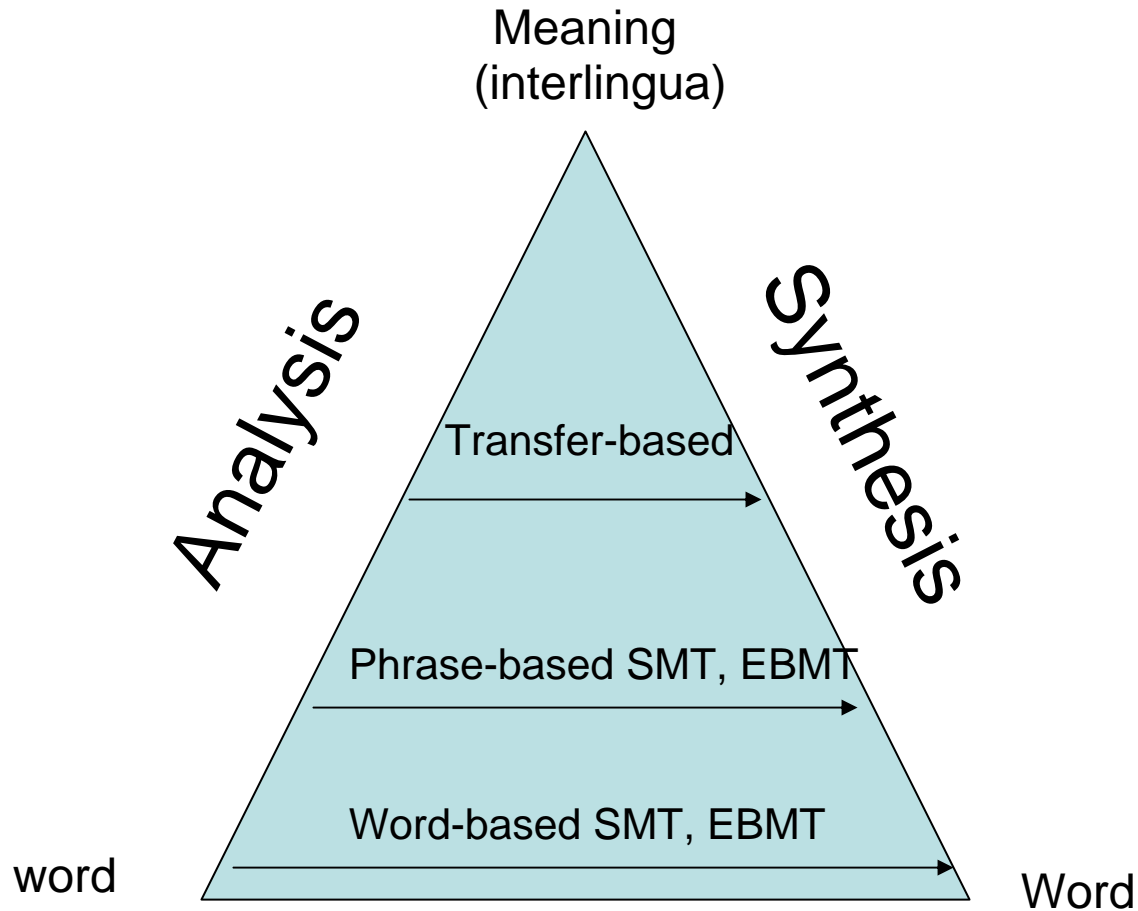 Meaning
(interlingua)
Analysis
Synthesis
Transfer-based
Phrase-based SMT, EBMT
Word-based SMT, EBMT
word
Word